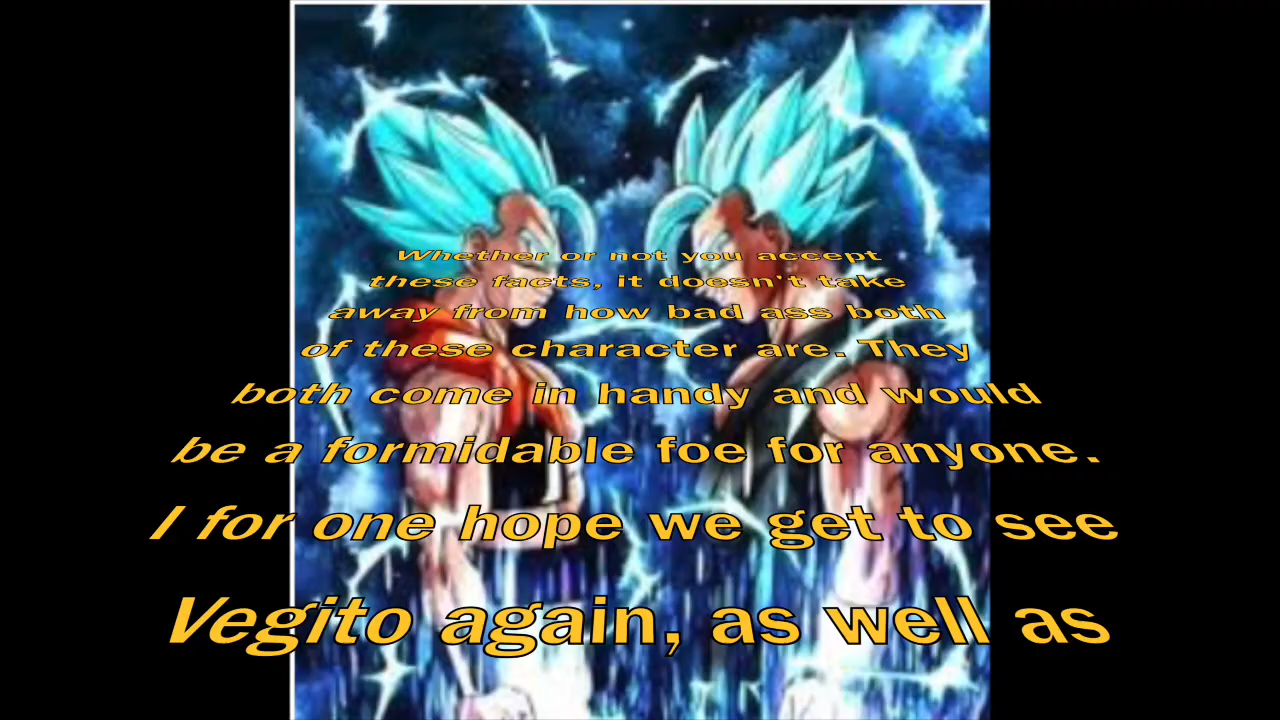 Whether or not you accept
these facts, it doesn't take
away from how bad ass both
of these character are. They
both come in handy and would
be a formidable foe for anyone.
I for one hope we get to see
Vegito again, as well as